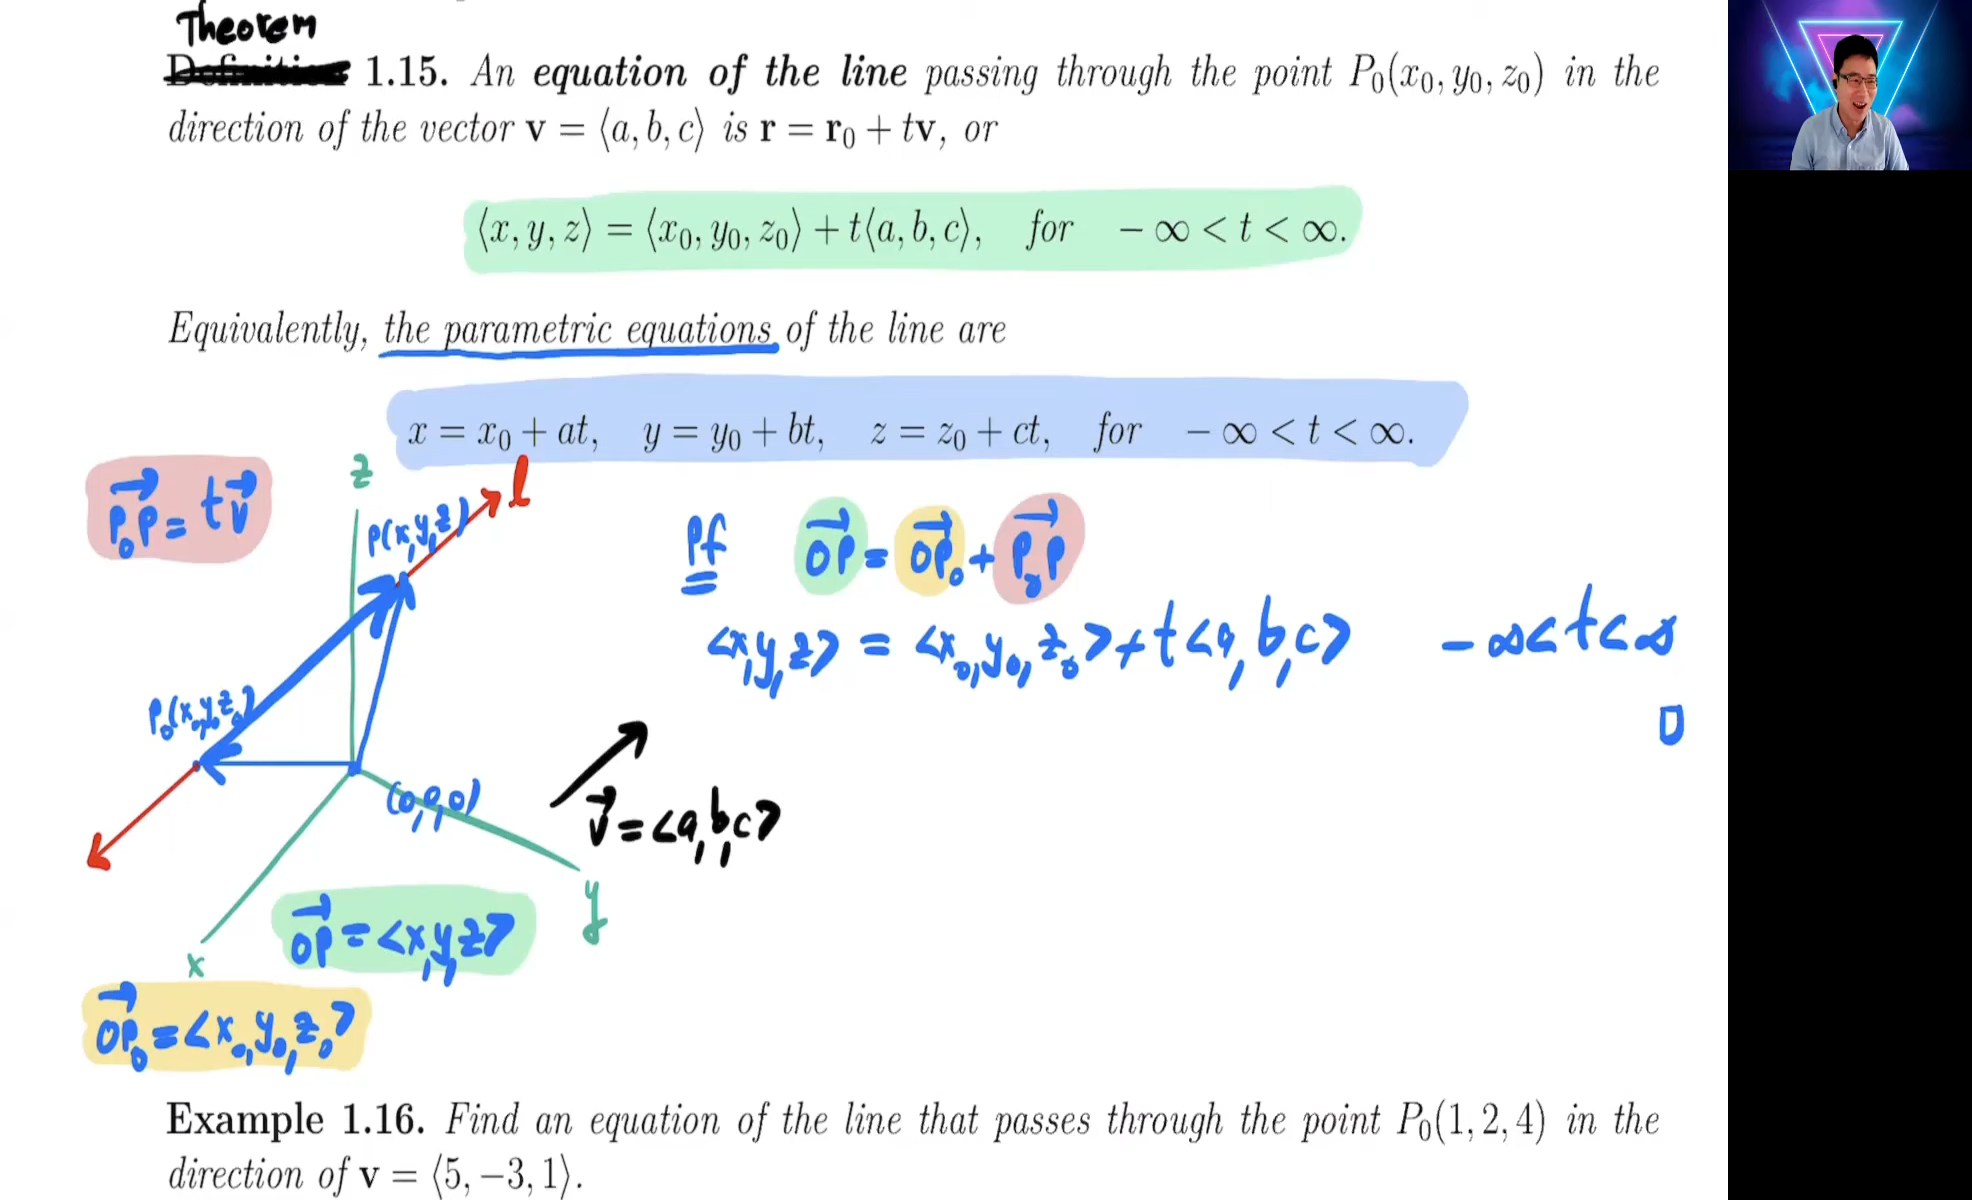 Theorem
Definition 1.15. An equation of the line passing through the point P₀(x₀, y₀, z₀) in the
direction of the vector v = ⟨a, b, c⟩ is r = r₀ + tv, or
⟨x, y, z⟩ = ⟨x₀, y₀, z₀⟩ + t⟨a, b, c⟩, for − ∞ < t < ∞.
Equivalently, the parametric equations of the line are
x = x₀ + at, y = y₀ + bt, z = z₀ + ct, for − ∞ < t < ∞.
z
l
P₀P⃗ = tv⃗
P(x,y,z)
Pf OP⃗ = OP₀⃗ + P₀P⃗
<x,y,z> = <x₀,y₀,z₀> + t<a,b,c> −∞<t<∞
P₀(x₀,y₀,z₀)
(0,0,0)
v⃗ = <a,b,c>
y
OP⃗ = <x,y,z>
x
OP₀⃗ = <x₀,y₀,z₀>
Example 1.16. Find an equation of the line that passes through the point P₀(1, 2, 4) in the
direction of v = ⟨5, −3, 1⟩.